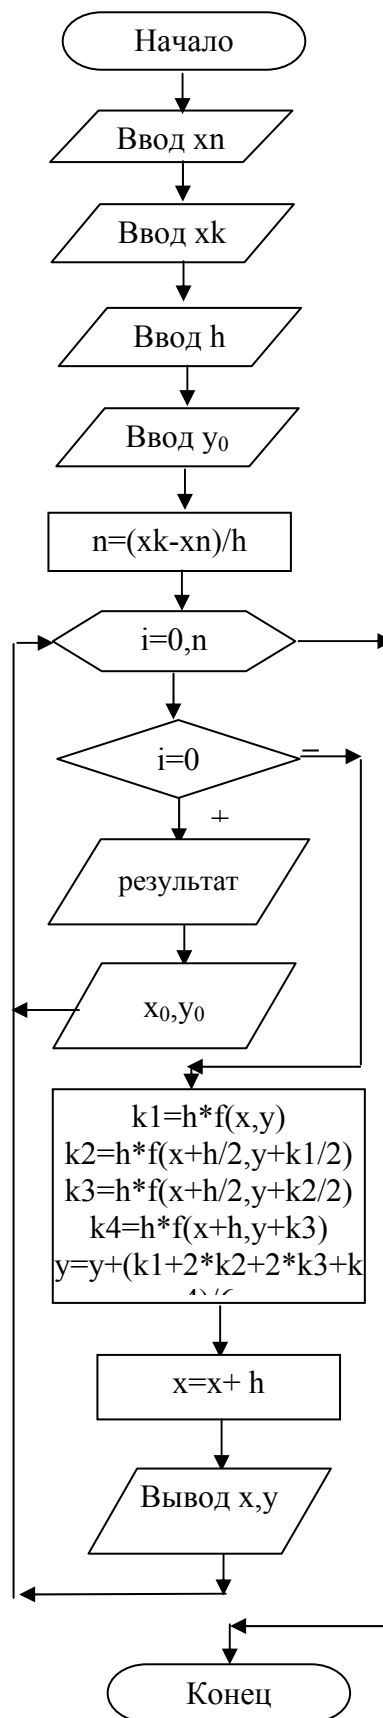 Начало
Ввод xn
Ввод xk
Ввод h
Ввод y₀
n=(xk-xn)/h
i=0,n
i=0
–
+
результат
x₀,y₀
k1=h*f(x,y)
k2=h*f(x+h/2,y+k1/2)
k3=h*f(x+h/2,y+k2/2)
k4=h*f(x+h,y+k3)
y=y+(k1+2*k2+2*k3+k
x=x+ h
Вывод x,y
Конец